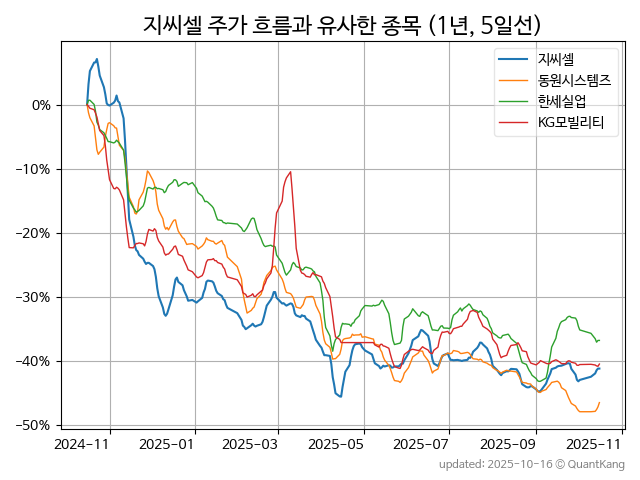 지씨셀 주가 흐름과 유사한 종목 (1년, 5일선)
지씨셀
동원시스템즈
한세실업
KG모빌리티
0%
−10%
−20%
−30%
−40%
−50%
2024-11 2025-01 2025-03 2025-05 2025-07 2025-09 2025-11
updated: 2025-10-16 © QuantKang